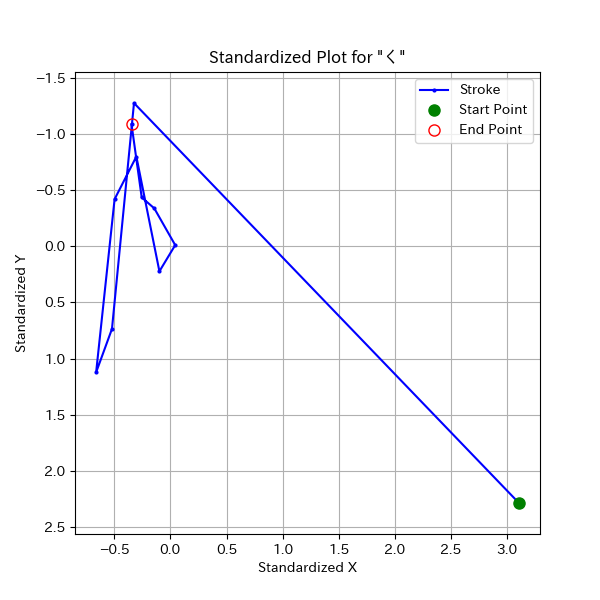 Standardized Plot for "く"
Stroke
Start Point
End Point
−1.5
−1.0
−0.5
0.0
0.5
1.0
1.5
2.0
2.5
Standardized Y
−0.5 0.0 0.5 1.0 1.5 2.0 2.5 3.0
Standardized X